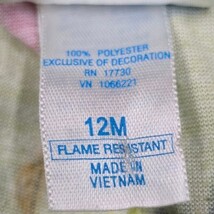 100% POLYESTER
EXCLUSIVE OF DECORATION
RN 17730
VN 1066221
12M
FLAME RESISTANT
MADE IN
VIETNAM